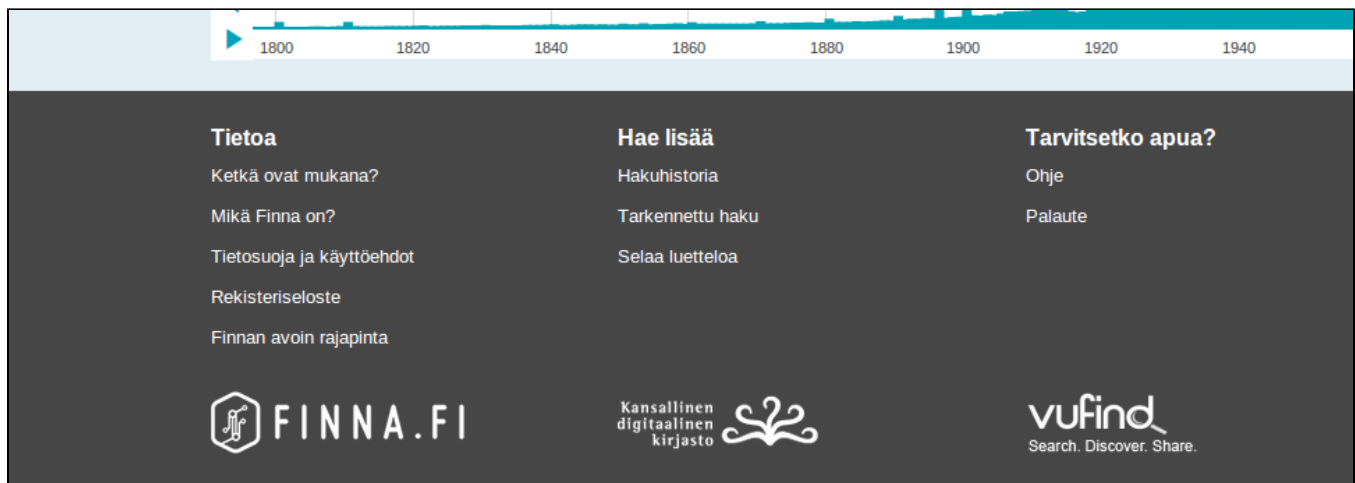 1800 1820 1840 1860 1880 1900 1920 1940
Tietoa
Ketkä ovat mukana?
Mikä Finna on?
Tietosuoja ja käyttöehdot
Rekisteriseloste
Finnan avoin rajapinta
Hae lisää
Hakuhistoria
Tarkennettu haku
Selaa luetteloa
Tarvitsetko apua?
Ohje
Palaute
FINNA.FI
Kansallinen
digitaalinen
kirjasto
vufind
Search. Discover. Share.